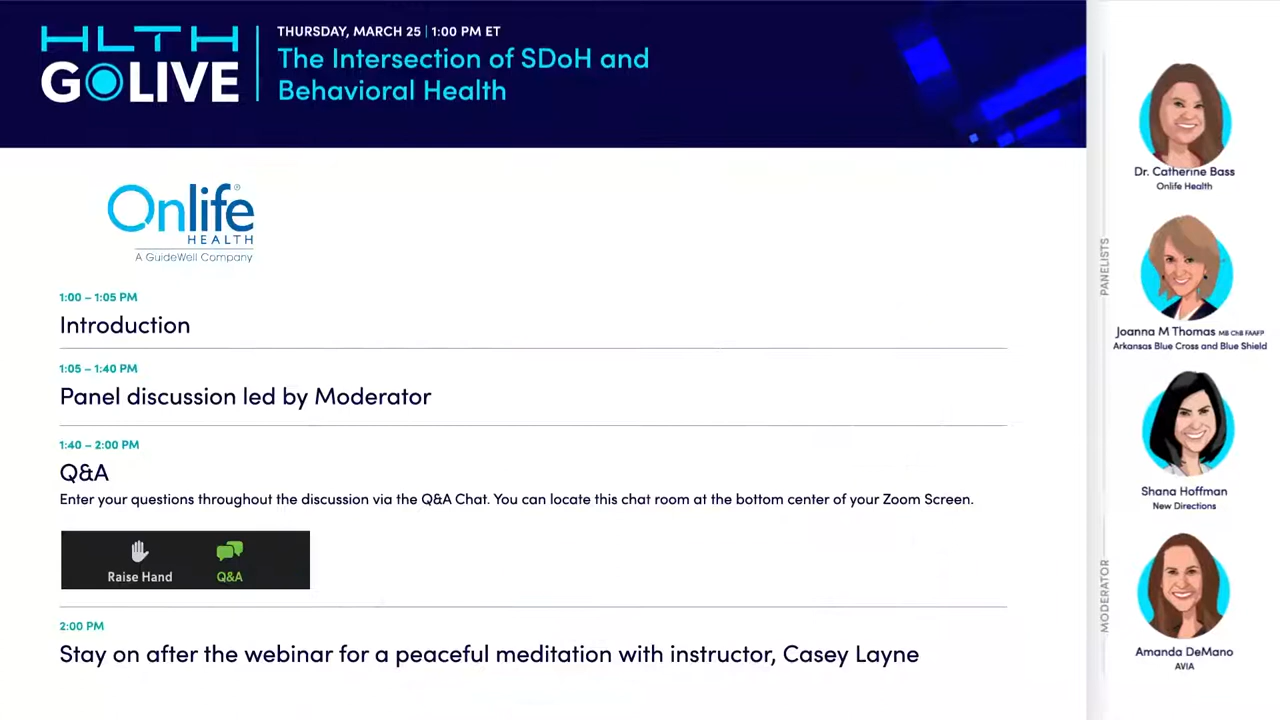 HLTH
GOLIVE
THURSDAY, MARCH 25 | 1:00 PM ET
The Intersection of SDoH and
Behavioral Health
Onlife®
HEALTH
A GuideWell Company
1:00 – 1:05 PM
Introduction
1:05 – 1:40 PM
Panel discussion led by Moderator
1:40 – 2:00 PM
Q&A
Enter your questions throughout the discussion via the Q&A Chat. You can locate this chat room at the bottom center of your Zoom Screen.
Raise Hand
Q&A
2:00 PM
Stay on after the webinar for a peaceful meditation with instructor, Casey Layne
PANELISTS
Dr. Catherine Bass
Onlife Health
Joanna M Thomas MB ChB FAAFP
Arkansas Blue Cross and Blue Shield
Shana Hoffman
New Directions
MODERATOR
Amanda DeMano
AVIA